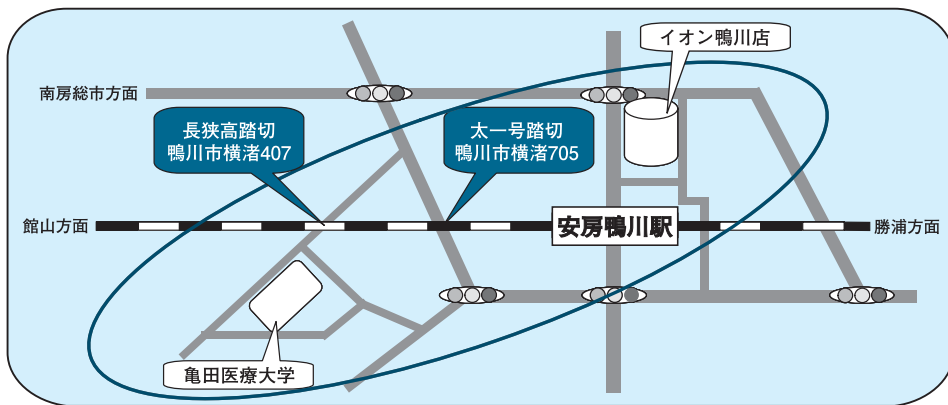 イオン鴨川店
南房総市方面
長狭高踏切
鴨川市横渚407
太一号踏切
鴨川市横渚705
館山方面
安房鴨川駅
勝浦方面
亀田医療大学